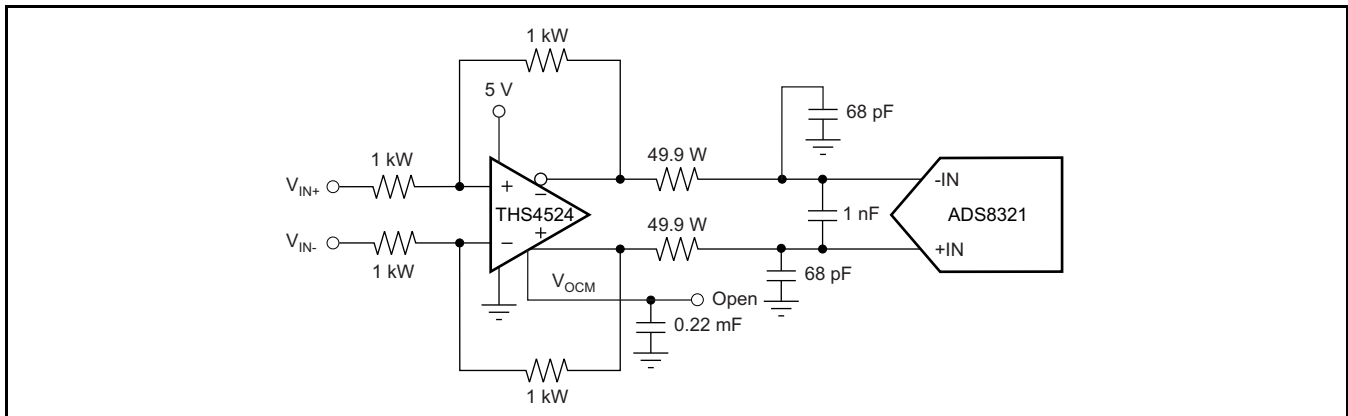 1 kW
5 V
68 pF
1 kW
49.9 W
VIN+
+
−
-IN
THS4524
1 nF
ADS8321
49.9 W
VIN-
−
+
+IN
1 kW
68 pF
VOCM
Open
0.22 mF
1 kW